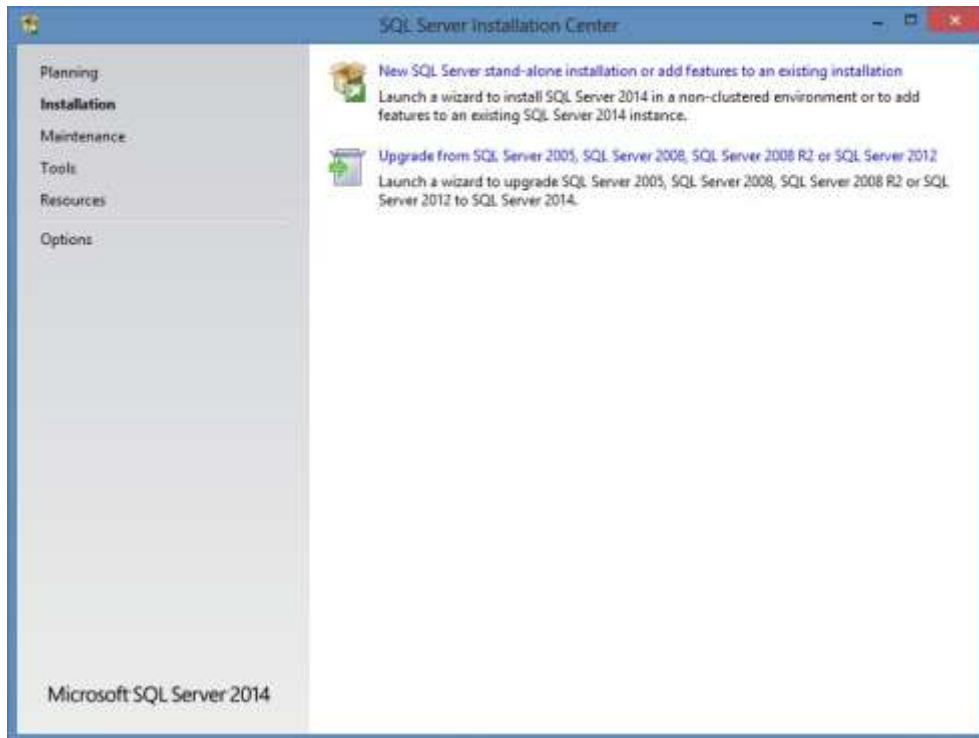 SQL Server Installation Center
Planning
Installation
Maintenance
Tools
Resources
Options
New SQL Server stand-alone installation or add features to an existing installation
Launch a wizard to install SQL Server 2014 in a non-clustered environment or to add
features to an existing SQL Server 2014 instance.
Upgrade from SQL Server 2005, SQL Server 2008, SQL Server 2008 R2 or SQL Server 2012
Launch a wizard to upgrade SQL Server 2005, SQL Server 2008, SQL Server 2008 R2 or SQL
Server 2012 to SQL Server 2014.
Microsoft SQL Server 2014